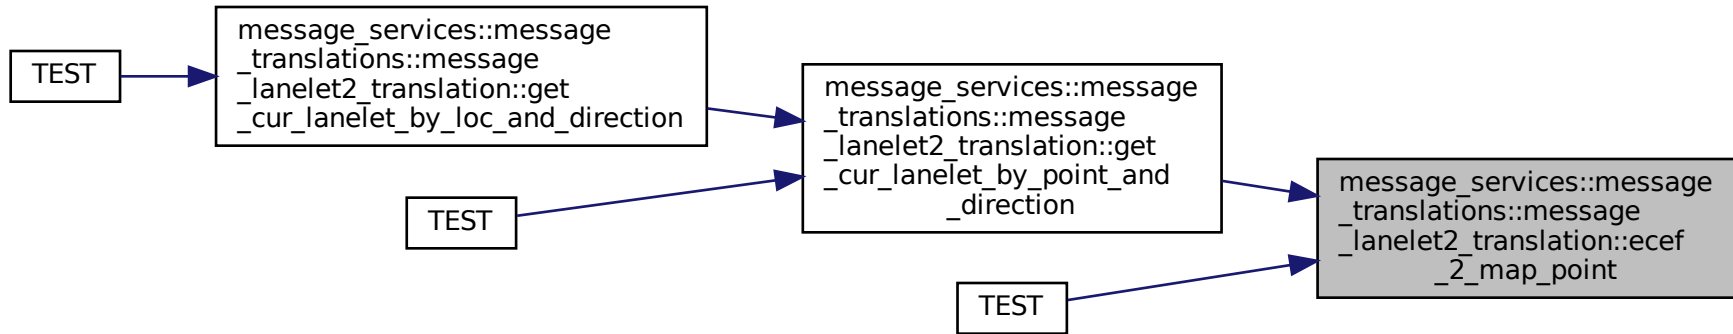 TEST
message_services::message
_translations::message
_lanelet2_translation::get
_cur_lanelet_by_loc_and_direction
TEST
message_services::message
_translations::message
_lanelet2_translation::get
_cur_lanelet_by_point_and
_direction
TEST
message_services::message
_translations::message
_lanelet2_translation::ecef
_2_map_point